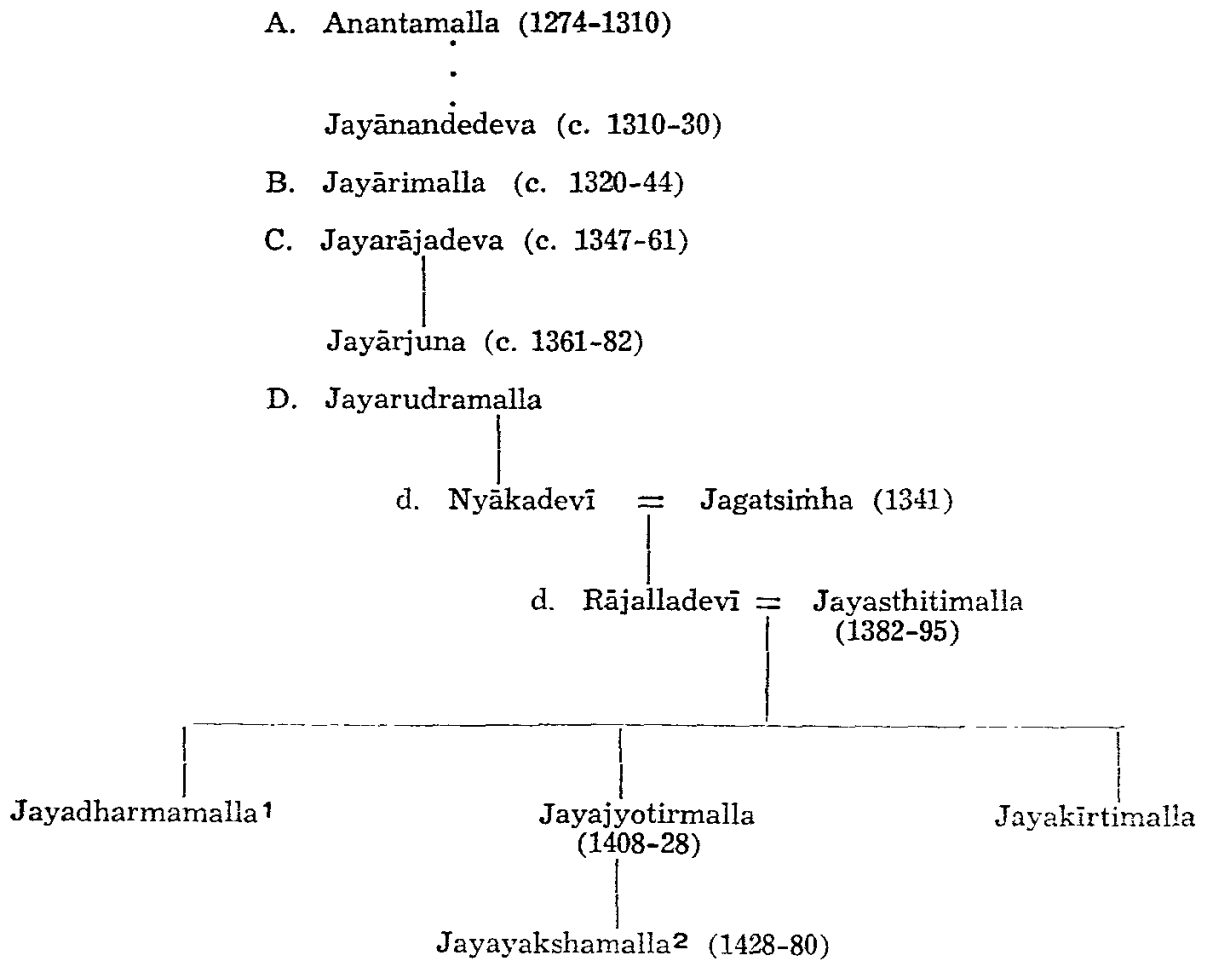 A. Anantamalla (1274-1310)
Jayānandedeva (c. 1310-30)
B. Jayārimalla (c. 1320-44)
C. Jayarājadeva (c. 1347-61)
Jayārjuna (c. 1361-82)
D. Jayarudramalla
d. Nyākadevī = Jagatsiṁha (1341)
d. Rājalladevī = Jayasthitimalla
(1382-95)
Jayadharmamalla¹ Jayajyotirmalla Jayakīrtimalla
(1408-28)
Jayayakshamalla² (1428-80)